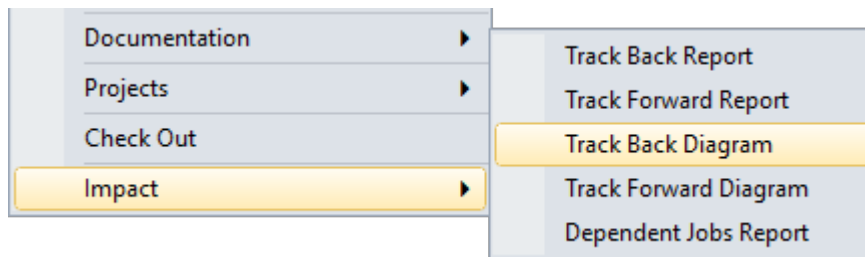 Documentation
Projects
Check Out
Impact
Track Back Report
Track Forward Report
Track Back Diagram
Track Forward Diagram
Dependent Jobs Report